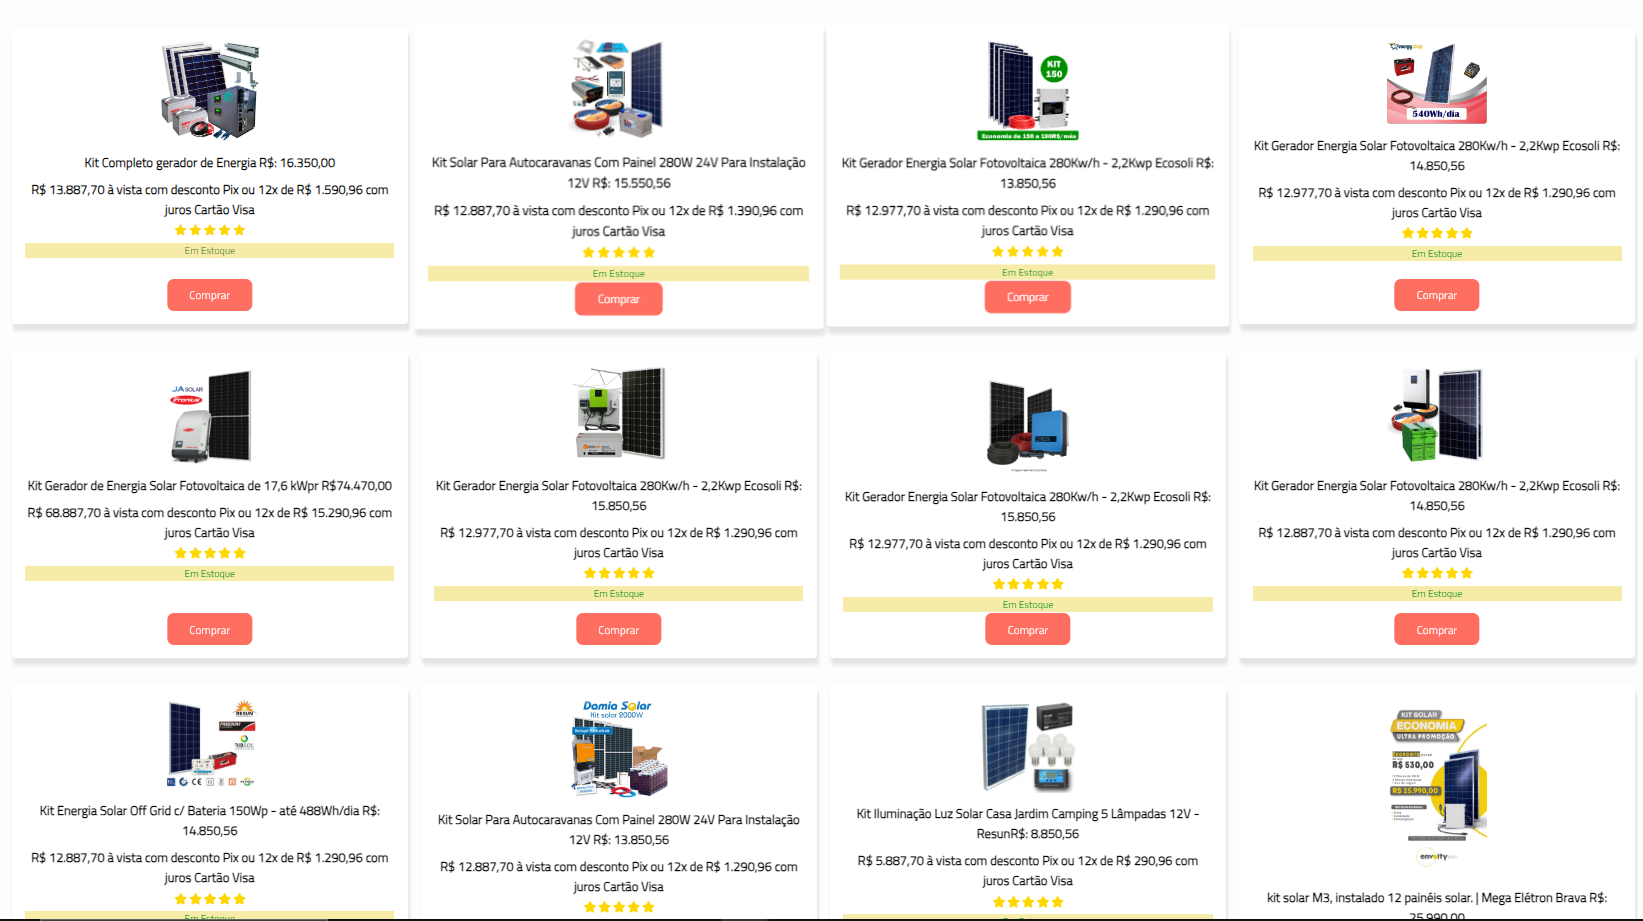 Kit Completo gerador de Energia R$: 16.350,00
R$ 13.887,70 à vista com desconto Pix ou 12x de R$ 1.590,96 com
juros Cartão Visa
Em Estoque
Comprar
Kit Solar Para Autocaravanas Com Painel 280W 24V Para Instalação
12V R$: 15.550,56
R$ 12.887,70 à vista com desconto Pix ou 12x de R$ 1.390,96 com
juros Cartão Visa
Em Estoque
Comprar
KIT
150
Economia de 150 a 190R$/mês
Kit Gerador Energia Solar Fotovoltaica 280Kw/h - 2,2Kwp Ecosoli R$:
13.850,56
R$ 12.977,70 à vista com desconto Pix ou 12x de R$ 1.290,96 com
juros Cartão Visa
Em Estoque
Comprar
540Wh/dia
Kit Gerador Energia Solar Fotovoltaica 280Kw/h - 2,2Kwp Ecosoli R$:
14.850,56
R$ 12.977,70 à vista com desconto Pix ou 12x de R$ 1.290,96 com
juros Cartão Visa
Em Estoque
Comprar
JA SOLAR
Fronius
Kit Gerador de Energia Solar Fotovoltaica de 17,6 kWpr R$74.470,00
R$ 68.887,70 à vista com desconto Pix ou 12x de R$ 15.290,96 com
juros Cartão Visa
Em Estoque
Comprar
Kit Gerador Energia Solar Fotovoltaica 280Kw/h - 2,2Kwp Ecosoli R$:
15.850,56
R$ 12.977,70 à vista com desconto Pix ou 12x de R$ 1.290,96 com
juros Cartão Visa
Em Estoque
Comprar
Kit Gerador Energia Solar Fotovoltaica 280Kw/h - 2,2Kwp Ecosoli R$:
15.850,56
R$ 12.977,70 à vista com desconto Pix ou 12x de R$ 1.290,96 com
juros Cartão Visa
Em Estoque
Comprar
Kit Gerador Energia Solar Fotovoltaica 280Kw/h - 2,2Kwp Ecosoli R$:
14.850,56
R$ 12.887,70 à vista com desconto Pix ou 12x de R$ 1.290,96 com
juros Cartão Visa
Em Estoque
Comprar
RESUN
FREEDOM
Kit Energia Solar Off Grid c/ Bateria 150Wp - até 488Wh/dia R$:
14.850,56
R$ 12.887,70 à vista com desconto Pix ou 12x de R$ 1.290,96 com
juros Cartão Visa
Em Estoque
Damia Solar
Kit solar 2000W
Kit Solar Para Autocaravanas Com Painel 280W 24V Para Instalação
12V R$: 13.850,56
R$ 12.887,70 à vista com desconto Pix ou 12x de R$ 1.290,96 com
juros Cartão Visa
Kit Iluminação Luz Solar Casa Jardim Camping 5 Lâmpadas 12V -
ResunR$: 8.850,56
R$ 5.887,70 à vista com desconto Pix ou 12x de R$ 290,96 com
juros Cartão Visa
KIT SOLAR
ECONOMIA
ULTRA PROMOÇÃO
R$ 530,00
R$ 25.990,00
envolty
kit solar M3, instalado 12 painéis solar. | Mega Elétron Brava R$:
25.990,00